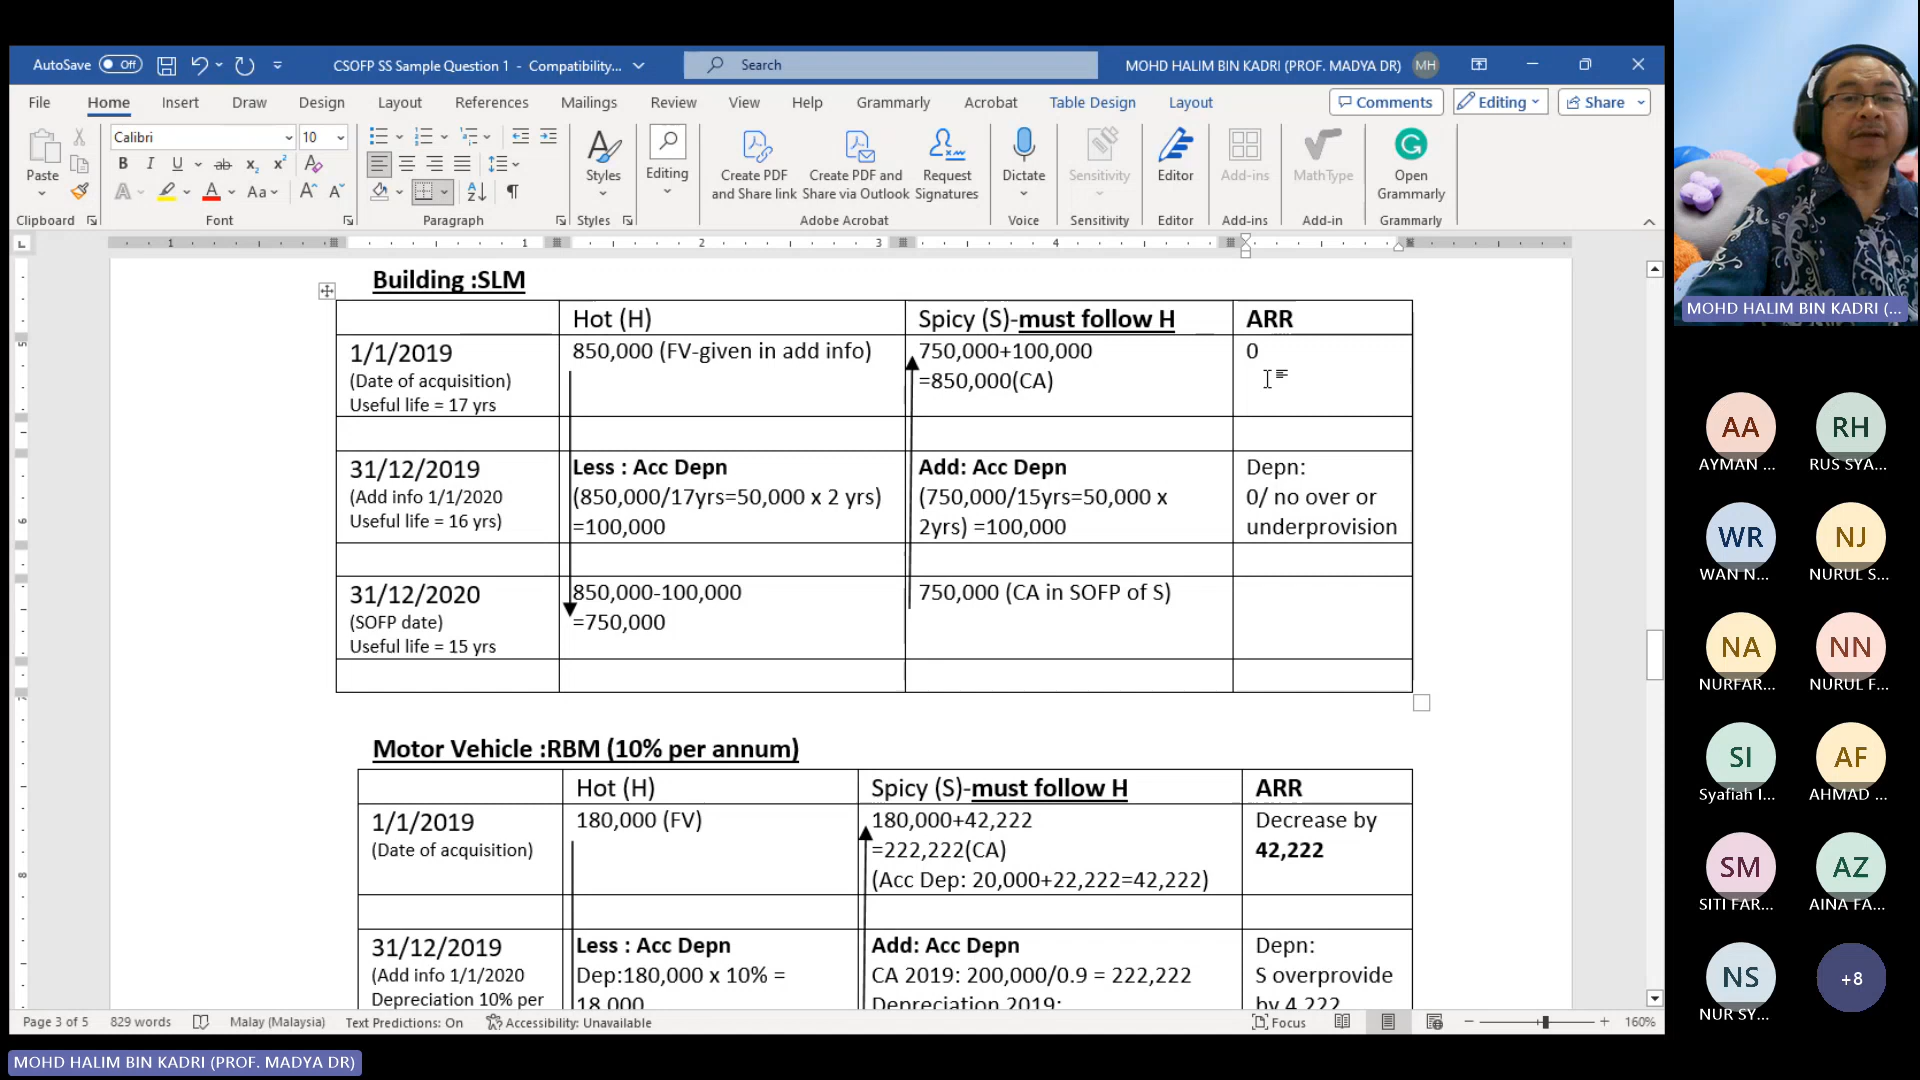 AutoSave Off
CSOFP SS Sample Question 1 - Compatibility...
Search
MOHD HALIM BIN KADRI (PROF. MADYA DR) MH
File Home Insert Draw Design Layout References Mailings Review View Help Grammarly Acrobat Table Design Layout Comments Editing Share
Calibri 10
Paste
Styles
Editing
Create PDF and Share link
Create PDF and Share via Outlook
Request Signatures
Dictate
Sensitivity
Editor
Add-ins
MathType
Open Grammarly
Clipboard Font Paragraph Styles Adobe Acrobat Voice Sensitivity Editor Add-ins Add-in Grammarly
Building :SLM
Hot (H)
Spicy (S)-must follow H
ARR
1/1/2019
(Date of acquisition)
Useful life = 17 yrs
850,000 (FV-given in add info)
750,000+100,000
=850,000(CA)
0
31/12/2019
(Add info 1/1/2020
Useful life = 16 yrs)
Less : Acc Depn
(850,000/17yrs=50,000 x 2 yrs)
=100,000
Add: Acc Depn
(750,000/15yrs=50,000 x
2yrs) =100,000
Depn:
0/ no over or
underprovision
31/12/2020
(SOFP date)
Useful life = 15 yrs
850,000-100,000
=750,000
750,000 (CA in SOFP of S)
Motor Vehicle :RBM (10% per annum)
Hot (H)
Spicy (S)-must follow H
ARR
1/1/2019
(Date of acquisition)
180,000 (FV)
180,000+42,222
=222,222(CA)
(Acc Dep: 20,000+22,222=42,222)
Decrease by
42,222
31/12/2019
(Add info 1/1/2020
Depreciation 10% per
Less : Acc Depn
Dep:180,000 x 10% =
18,000
Add: Acc Depn
CA 2019: 200,000/0.9 = 222,222
Depreciation 2019:
Depn:
S overprovide
by 4,222
Page 3 of 5 829 words Malay (Malaysia) Text Predictions: On Accessibility: Unavailable Focus 160%
MOHD HALIM BIN KADRI (PROF. MADYA DR)
MOHD HALIM BIN KADRI (...
AA
AYMAN ...
RH
RUS SYA...
WR
WAN N...
NJ
NURUL S...
NA
NURFAR...
NN
NURUL F...
SI
Syafiah I...
AF
AHMAD ...
SM
SITI FAR...
AZ
AINA FA...
NS
NUR SY...
+8